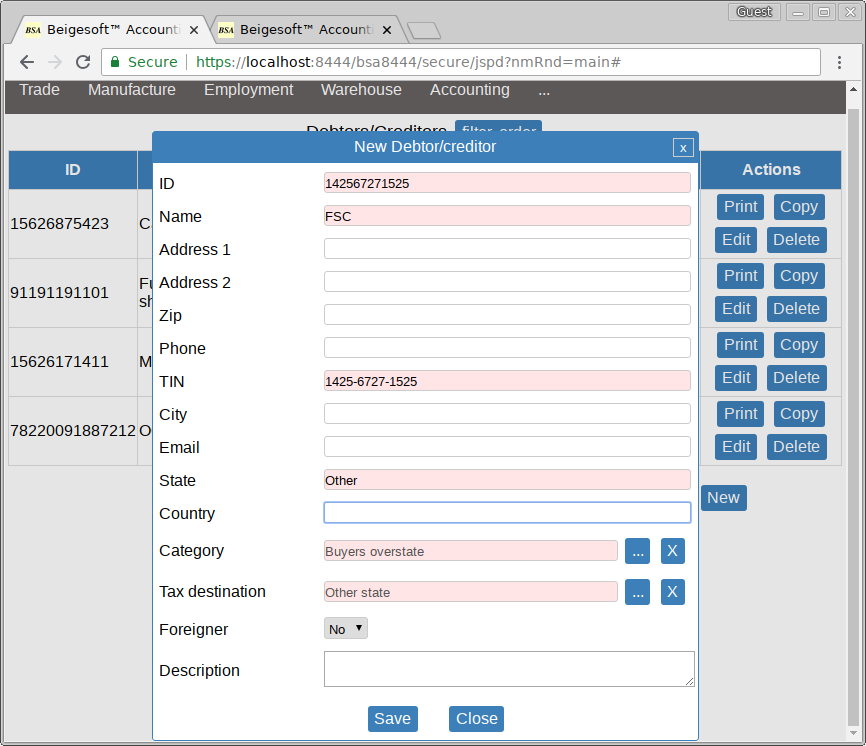 Guest
BSA Beigesoft™ Accounti
BSA Beigesoft™ Accounti
Secure https://localhost:8444/bsa8444/secure/jspd?nmRnd=main#
Trade Manufacture Employment Warehouse Accounting ...
Debtors/Creditors filter-order
New Debtor/creditor x
ID Actions
ID 142567271525
Name FSC
Address 1
Address 2
Zip
Phone
TIN 1425-6727-1525
City
Email
State Other
Country
Category Buyers overstate ... X
Tax destination Other state ... X
Foreigner No
Description
Save Close
15626875423 C Print Copy
Edit Delete
91191191101 Fu
sh Print Copy
Edit Delete
15626171411 M Print Copy
Edit Delete
78220091887212 O Print Copy
Edit Delete
New